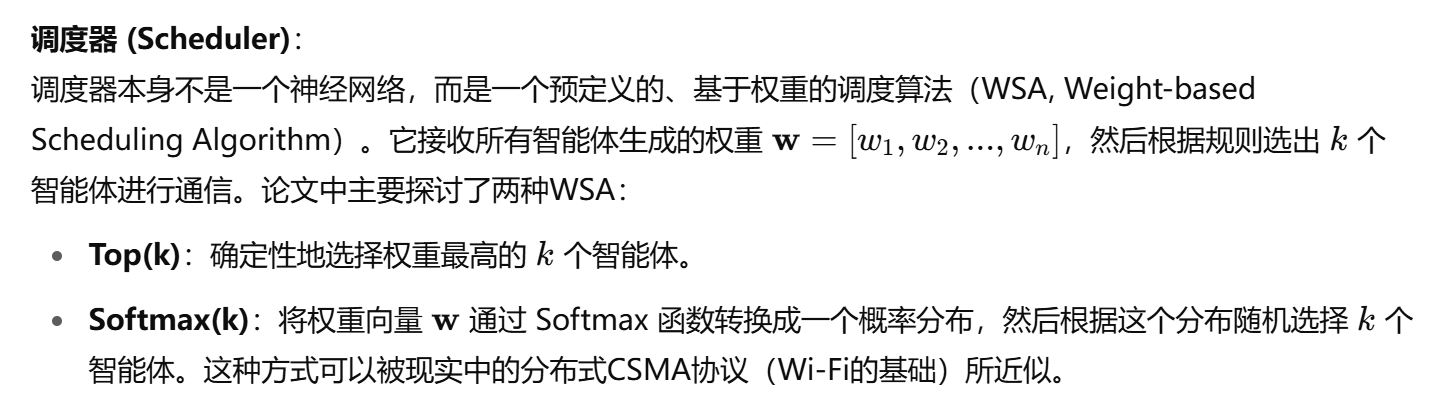 调度器 (Scheduler)：
调度器本身不是一个神经网络，而是一个预定义的、基于权重的调度算法（WSA, Weight-based
Scheduling Algorithm）。它接收所有智能体生成的权重 w = [w₁, w₂, ..., wₙ]，然后根据规则选出 k 个
智能体进行通信。论文中主要探讨了两种WSA：
• Top(k)：确定性地选择权重最高的 k 个智能体。
• Softmax(k)：将权重向量 w 通过 Softmax 函数转换成一个概率分布，然后根据这个分布随机选择 k 个
智能体。这种方式可以被现实中的分布式CSMA协议（Wi-Fi的基础）所近似。